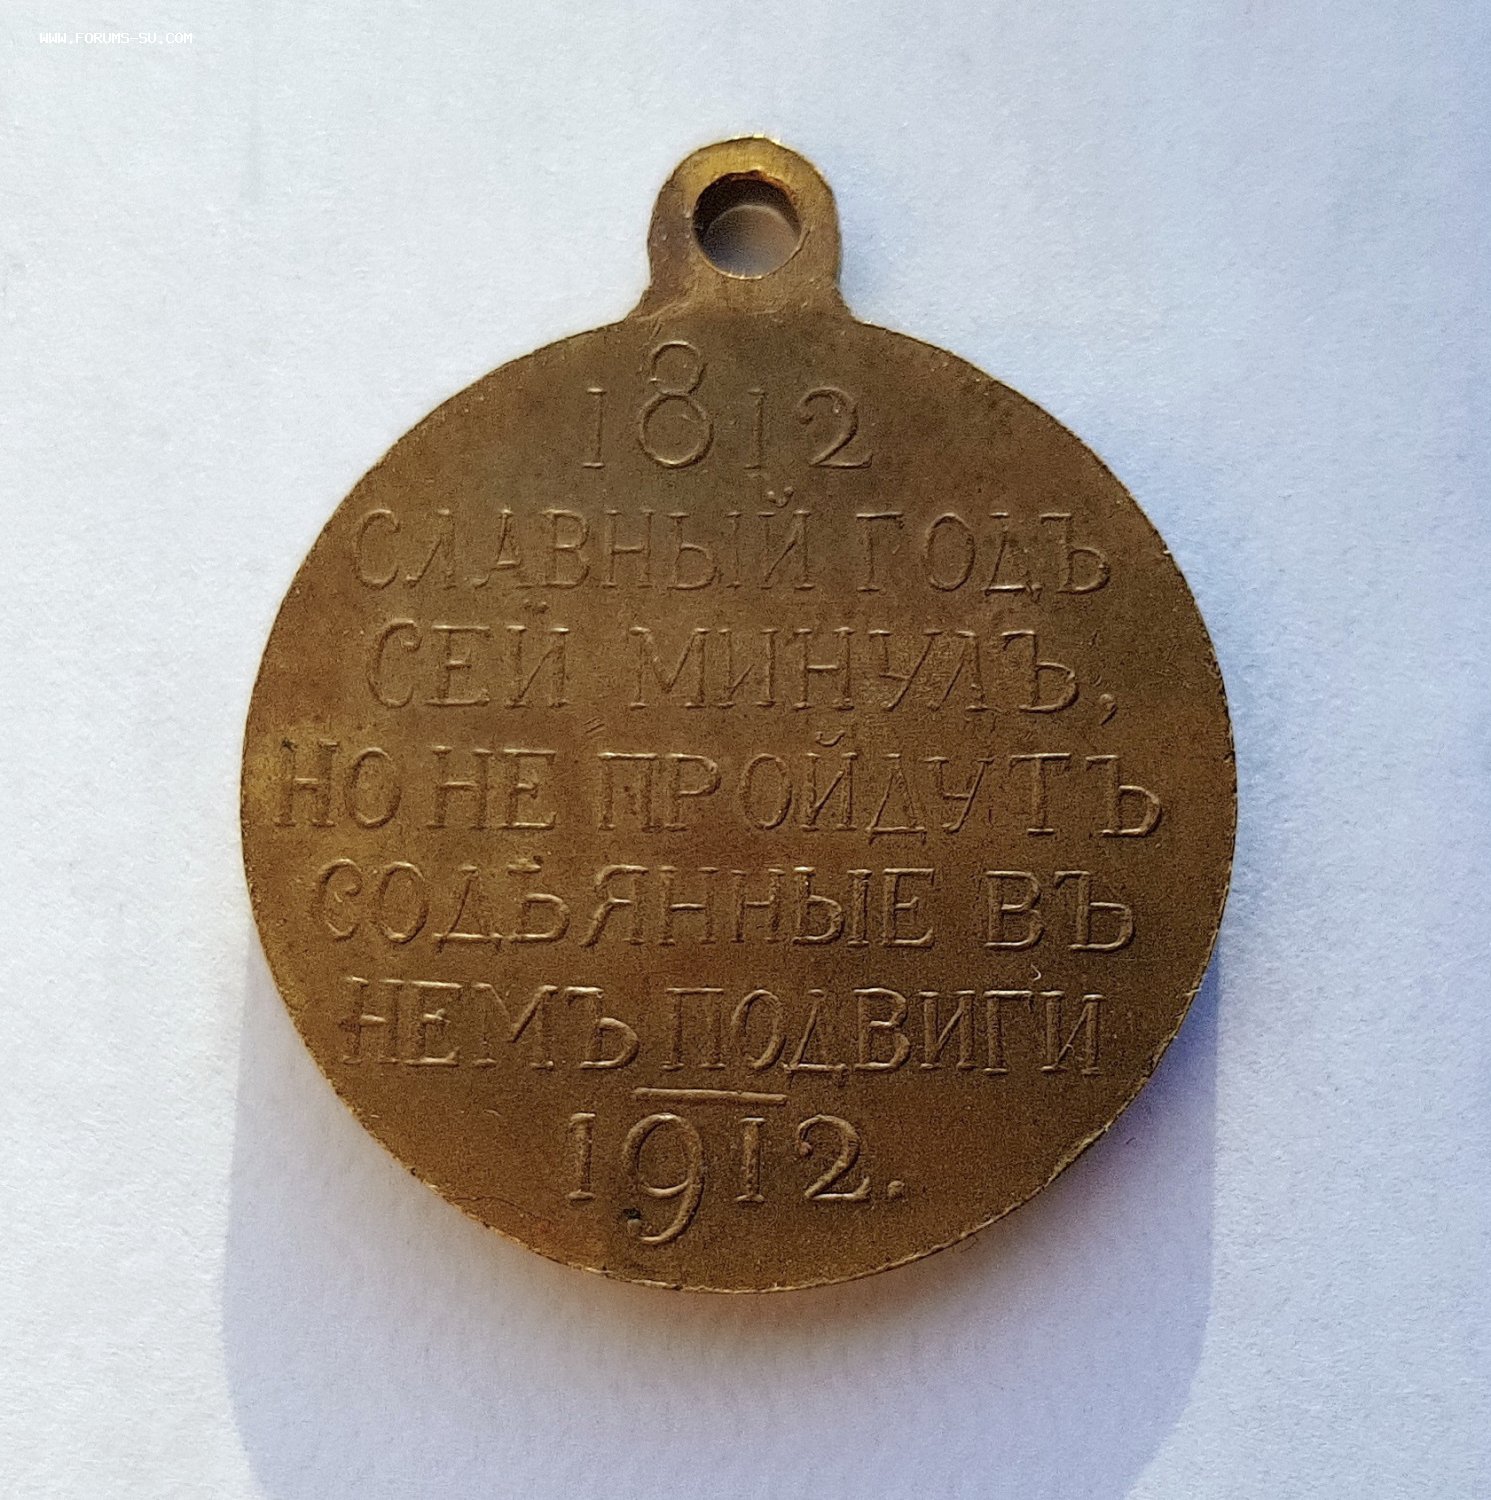 WWW.FORUMS-SU.COM
1812
СЛАВНЫЙ ГОДЪ
СЕЙ МИНУЛЪ,
НО НЕ ПРОЙДУТЪ
СОДѢЯННЫЕ ВЪ
НЕМЪ ПОДВИГИ
1912.